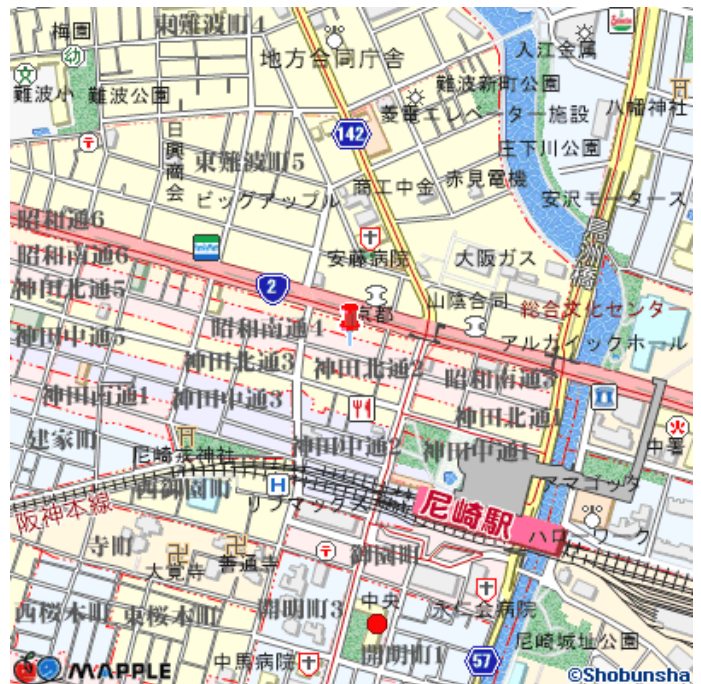 梅園
東難波町4
地方合同庁舎
入江金属
幼
文
難波小
難波公園
難波新町公園
八幡神社
菱電エレベーター施設
142
日興商会
東難波町5
庄下川公園
商工中金
赤見電機
ビッグアップル
安沢モータース
昭和通6
昭和南通6
安藤病院
大阪ガス
神田北通5
2
山陰合同
総合文化センター
京都
昭和南通4
神田中通5
アルカイックホール
神田北通3
神田北通2
昭和南通3
神田南通1
神田中通3
神田北通1
建家町
神田中通2
神田中通1
中署
尼崎戎神社
西御園町
H
リブマックス
アマゴッタ
阪神本線
尼崎駅
ハローワーク
寺町
大覚寺
善通寺
御園町
西桜木町
東桜木町
開明町3
中央
永仁会病院
尼崎城址公園
中馬病院
開明町1
57
MAPPLE
©Shobunsha